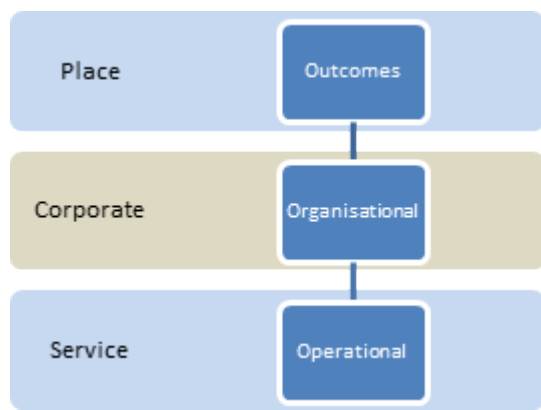 Place
Outcomes
Corporate
Organisational
Service
Operational